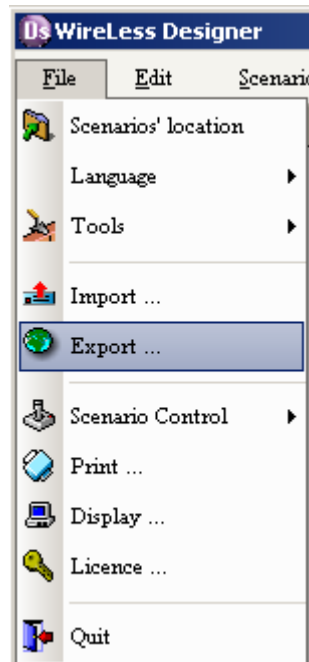 Ds WireLess Designer
File Edit Scenario
Scenarios' location
Language
Tools
Import ...
Export ...
Scenario Control
Print ...
Display ...
Licence ...
Quit